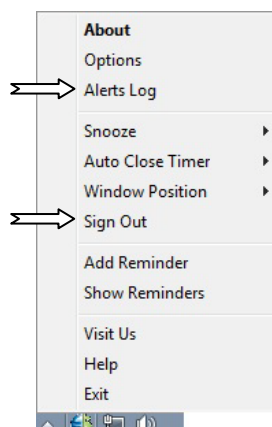 About
Options
Alerts Log
Snooze
Auto Close Timer
Window Position
Sign Out
Add Reminder
Show Reminders
Visit Us
Help
Exit